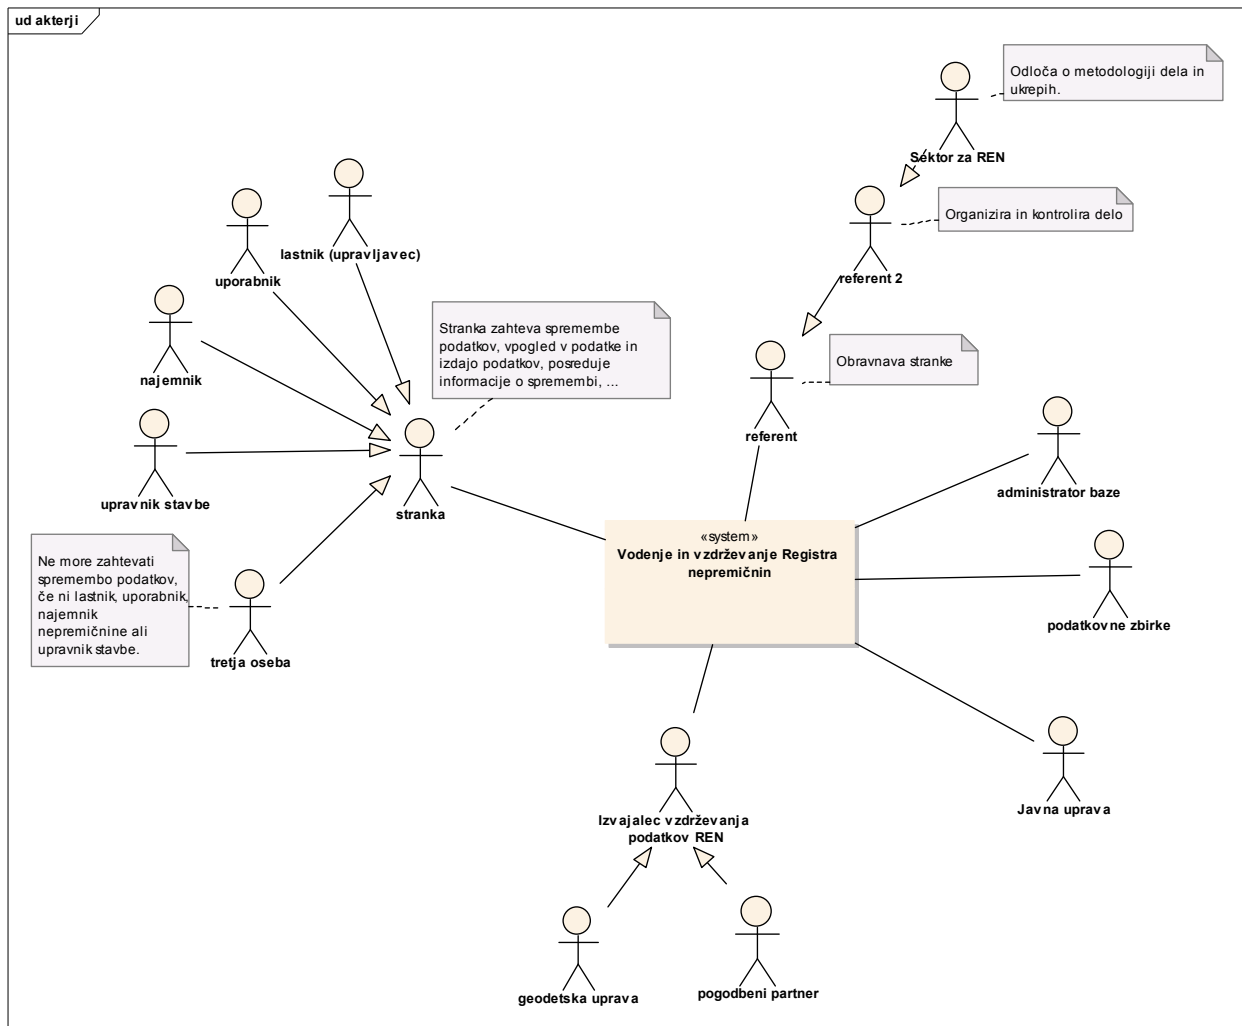 ud akterji
Odloča o metodologiji dela in
ukrepih.
Sektor za REN
Organizira in kontrolira delo
referent 2
lastnik (upravljavec)
uporabnik
najemnik
Stranka zahteva spremembe
podatkov, vpogled v podatke in
izdajo podatkov, posreduje
informacije o spremembi, ...
Obravnava stranke
referent
upravnik stavbe
stranka
administrator baze
«system»
Vodenje in vzdrževanje Registra
nepremičnin
Ne more zahtevati
spremembo podatkov,
če ni lastnik, uporabnik,
najemnik
nepremičnine ali
upravnik stavbe.
tretja oseba
podatkovne zbirke
Javna uprava
Izvajalec vzdrževanja
podatkov REN
geodetska uprava
pogodbeni partner